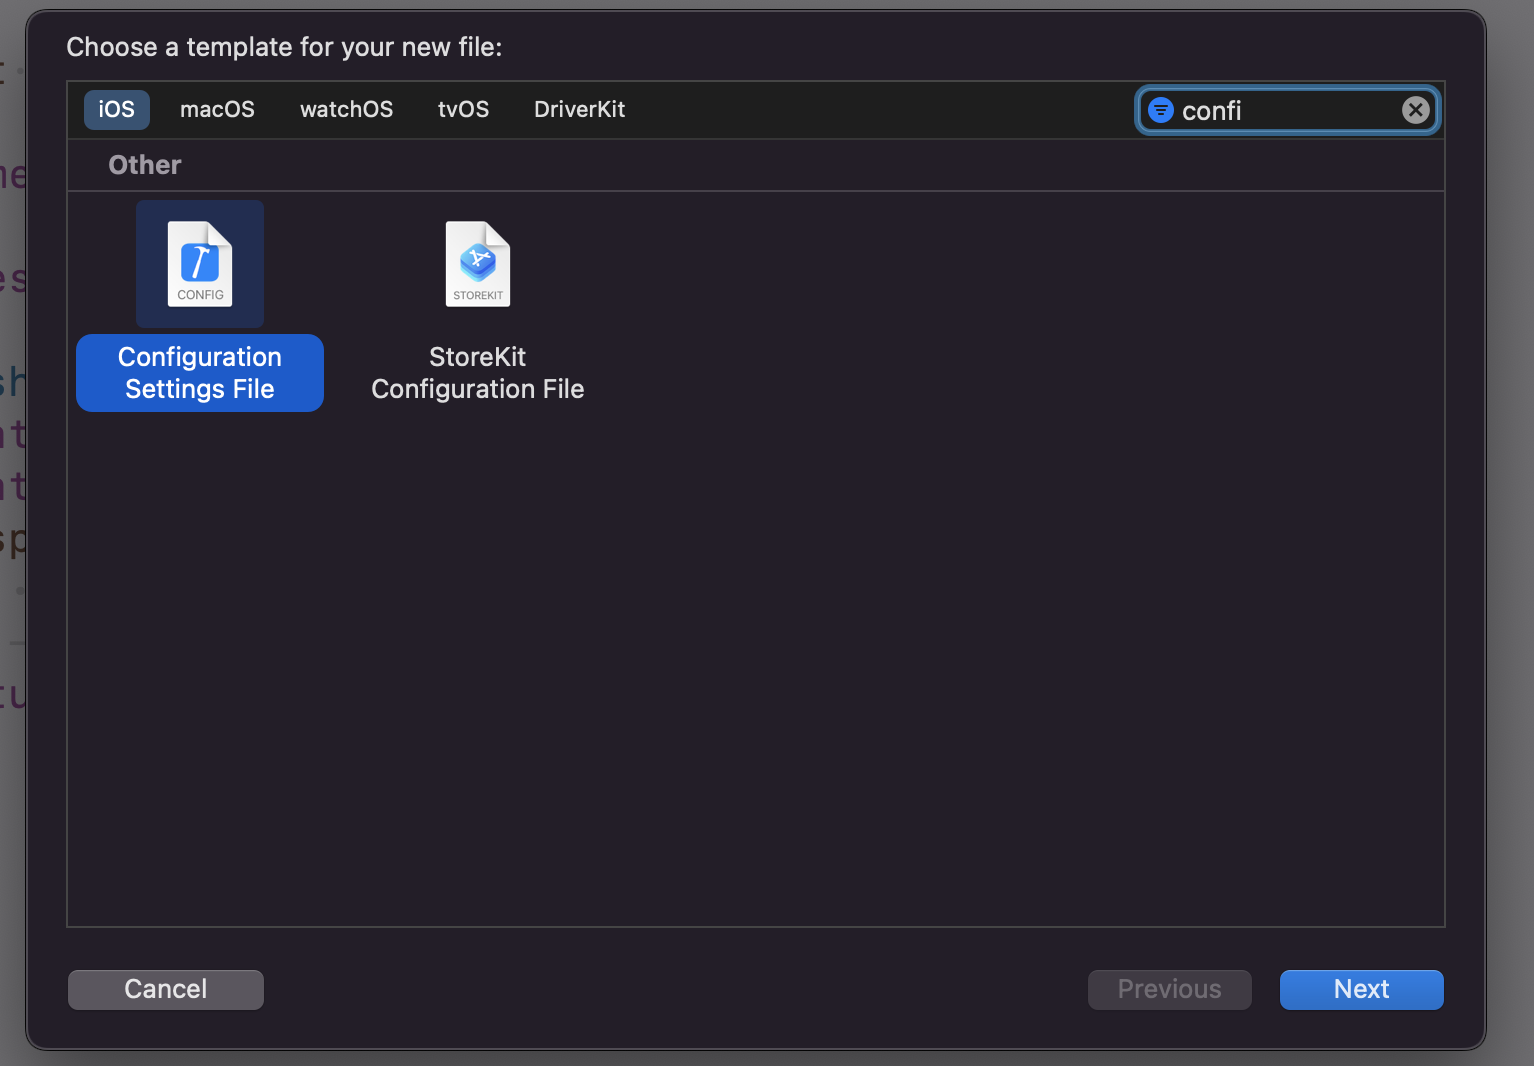 Choose a template for your new file:
iOS macOS watchOS tvOS DriverKit confi
Other
CONFIG
STOREKIT
Configuration
Settings File
StoreKit
Configuration File
Cancel Previous Next